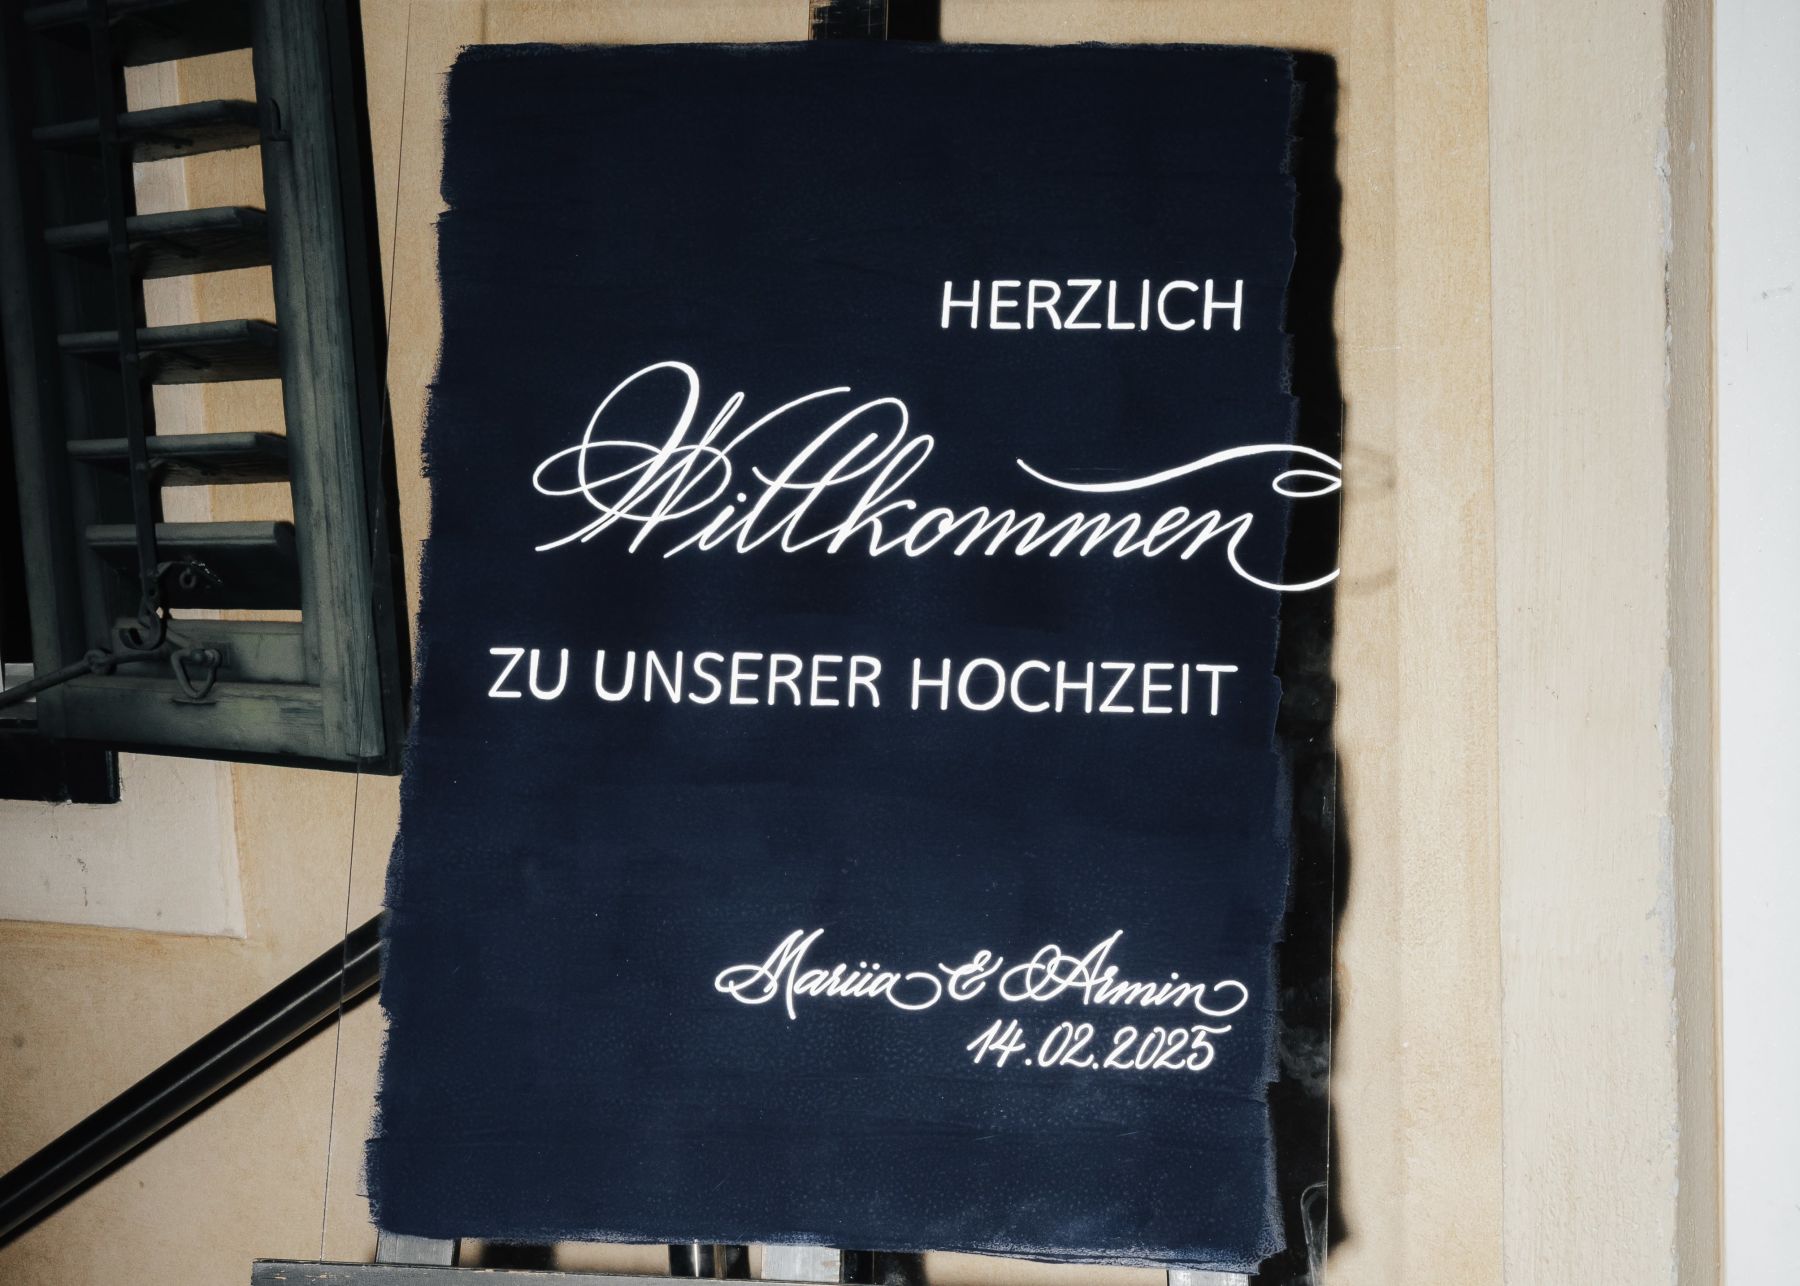 HERZLICH
Willkommen
ZU UNSERER HOCHZEIT
Mariia & Armin
14.02.2025